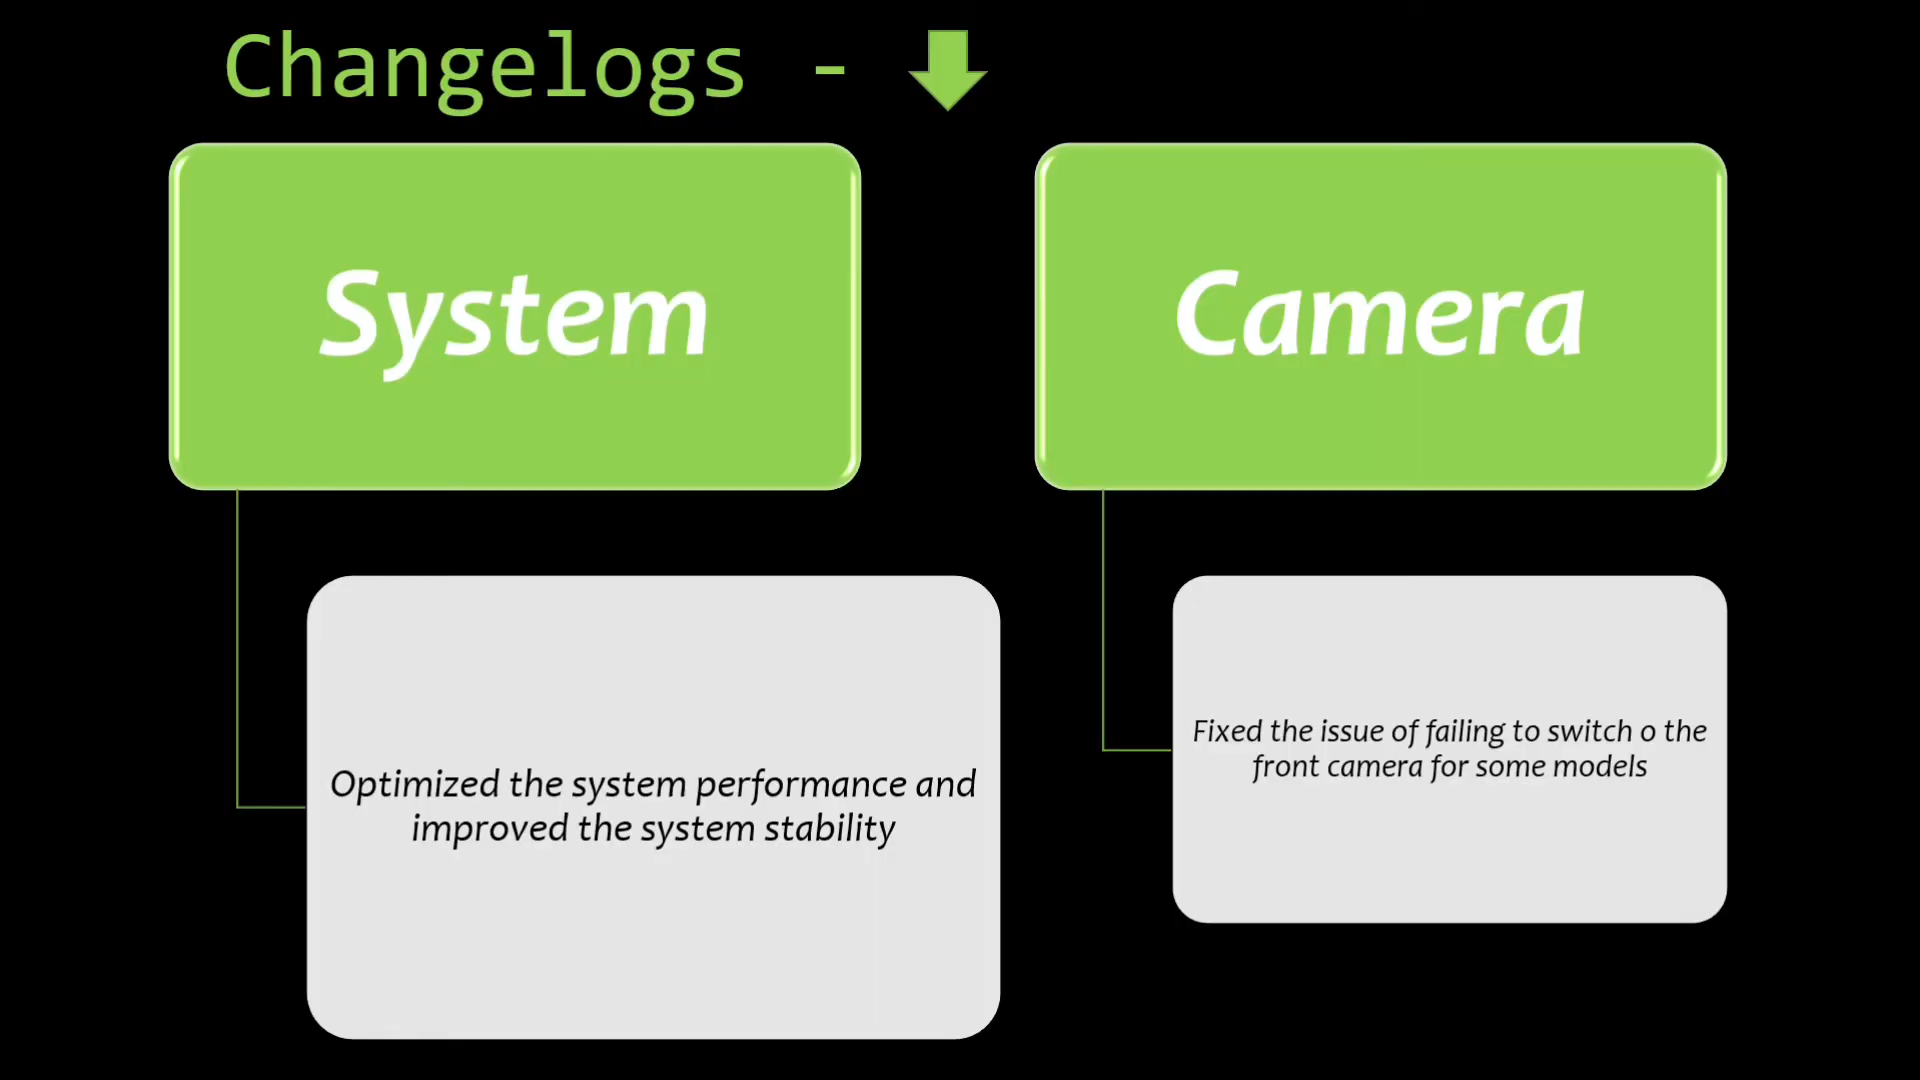 Changelogs -
System
Camera
Optimized the system performance and
improved the system stability
Fixed the issue of failing to switch o the
front camera for some models